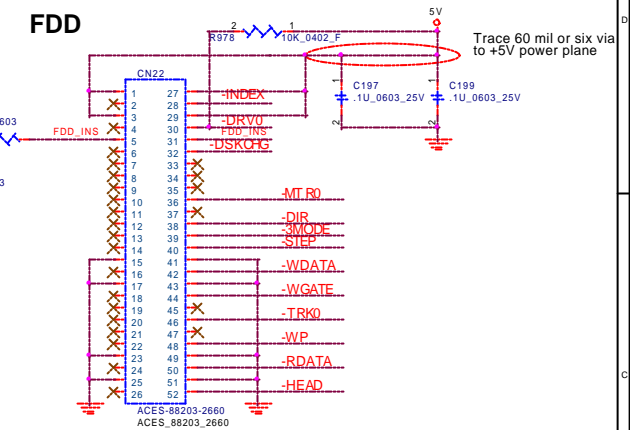 FDD
5V
D
2
1
R978
10K_0402_F
Trace 60 mil or six via
to +5V power plane
CN22
1
C197
.1U_0603_25V
2
1
C199
.1U_0603_25V
2
603
FDD_INS
3
1
2
3
4
5
6
7
8
9
10
11
12
13
14
15
16
17
18
19
20
21
22
23
24
25
26
27 -INDEX
28
29
30 -DRV0
31 FDD_INS
32 -DSKCHG
33
34
35
36 -MTR0
37
38 -DIR
39 -3MODE
40 -STEP
41
42 -WDATA
43
44 -WGATE
45
46 -TRK0
47
48 -WP
49
50 -RDATA
51
52 -HEAD
C
ACES-88203-2660
ACES_88203_2660